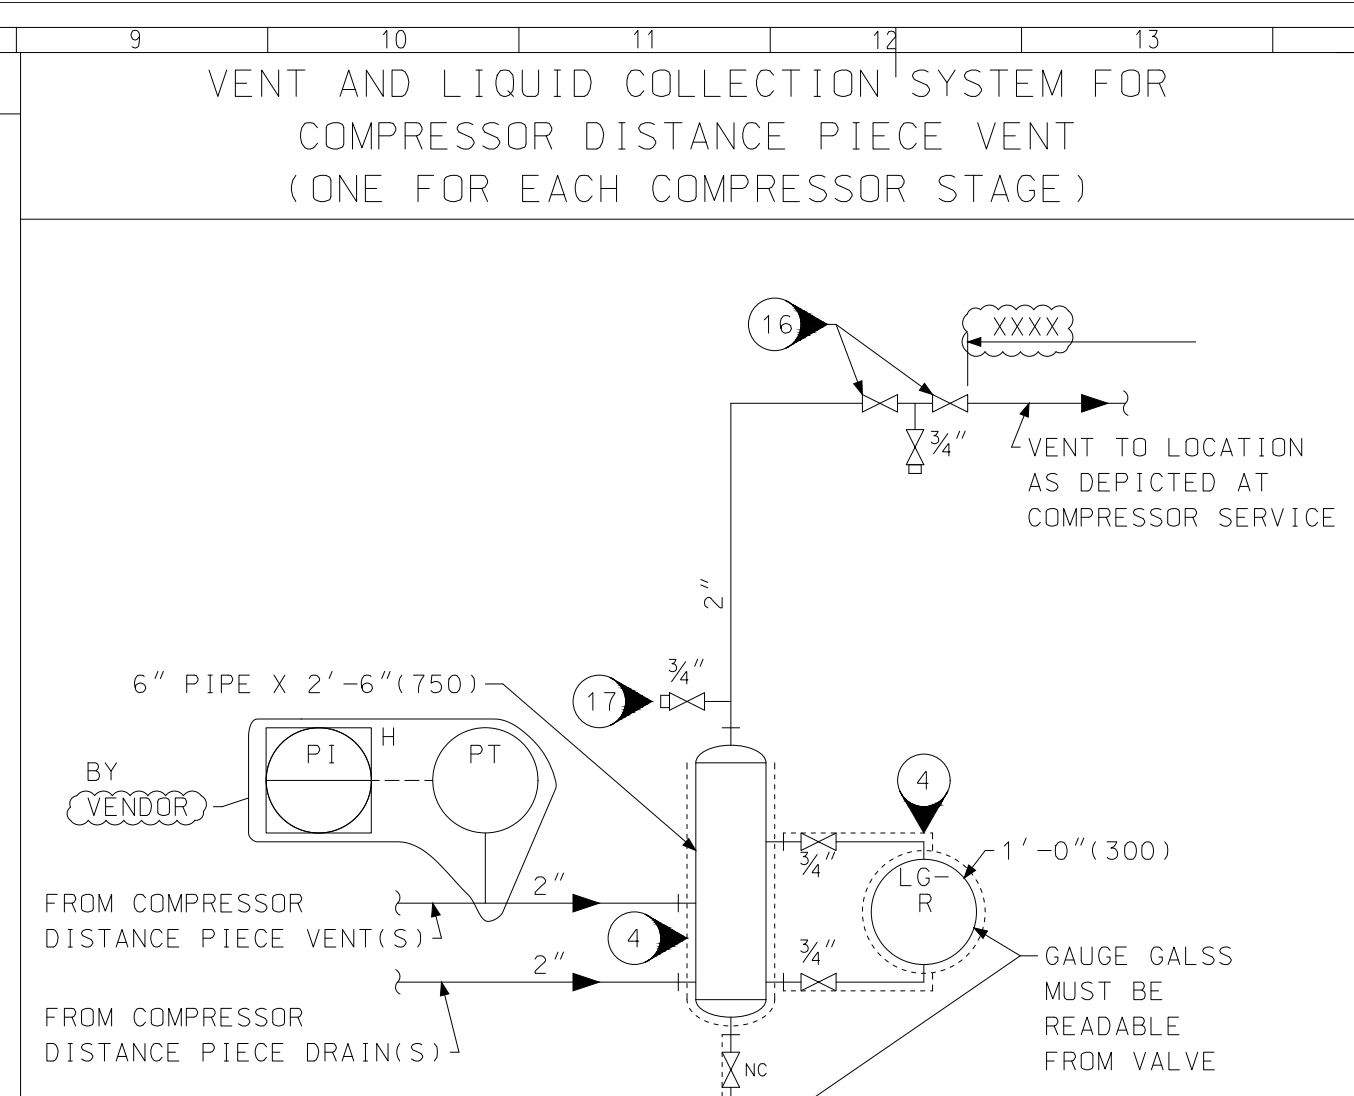 9 10 11 12 13
VENT AND LIQUID COLLECTION SYSTEM FOR
COMPRESSOR DISTANCE PIECE VENT
(ONE FOR EACH COMPRESSOR STAGE)
16
XXXX
3/4"
VENT TO LOCATION
AS DEPICTED AT
COMPRESSOR SERVICE
2"
3/4"
6" PIPE X 2'-6"(750)
17
PI
H
PT
BY
VENDOR
4
3/4"
1'-0"(300)
LG-
R
2"
FROM COMPRESSOR
DISTANCE PIECE VENT(S)
4
3/4"
2"
GAUGE GALSS
MUST BE
READABLE
FROM VALVE
FROM COMPRESSOR
DISTANCE PIECE DRAIN(S)
NC